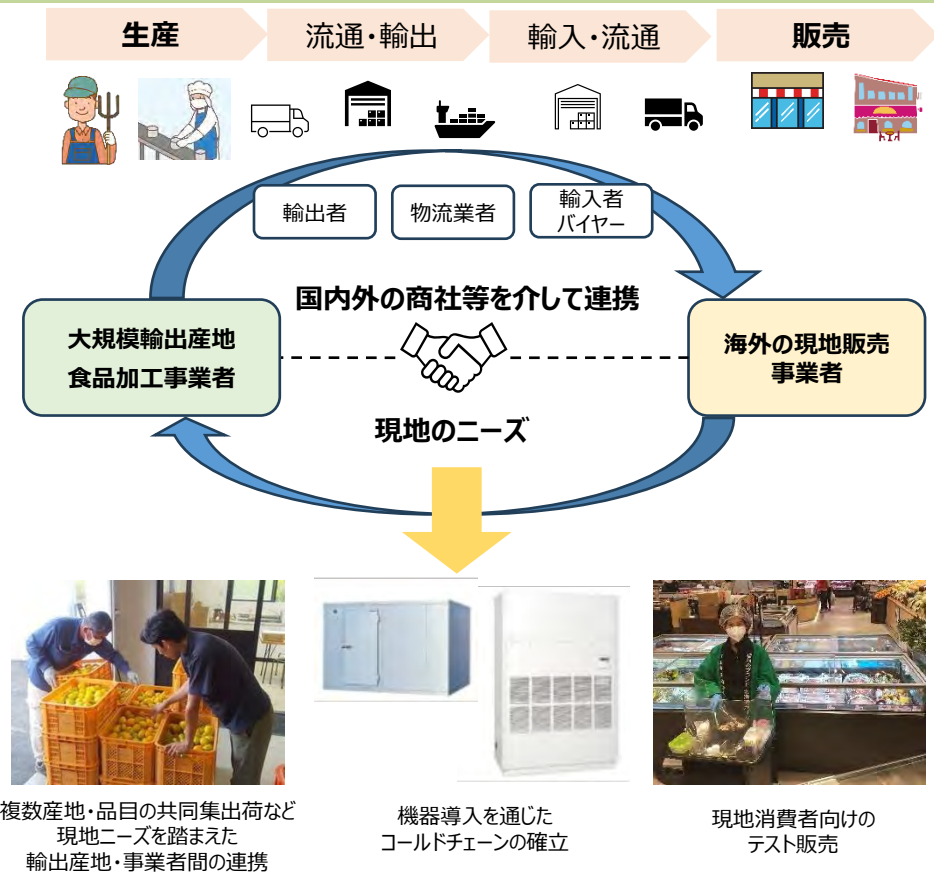 生産
流通・輸出
輸入・流通
販売
輸出者
物流業者
輸入者
バイヤー
国内外の商社等を介して連携
大規模輸出産地
食品加工事業者
海外の現地販売
事業者
現地のニーズ
複数産地・品目の共同集出荷など
現地ニーズを踏まえた
輸出産地・事業者間の連携
機器導入を通じた
コールドチェーンの確立
現地消費者向けの
テスト販売